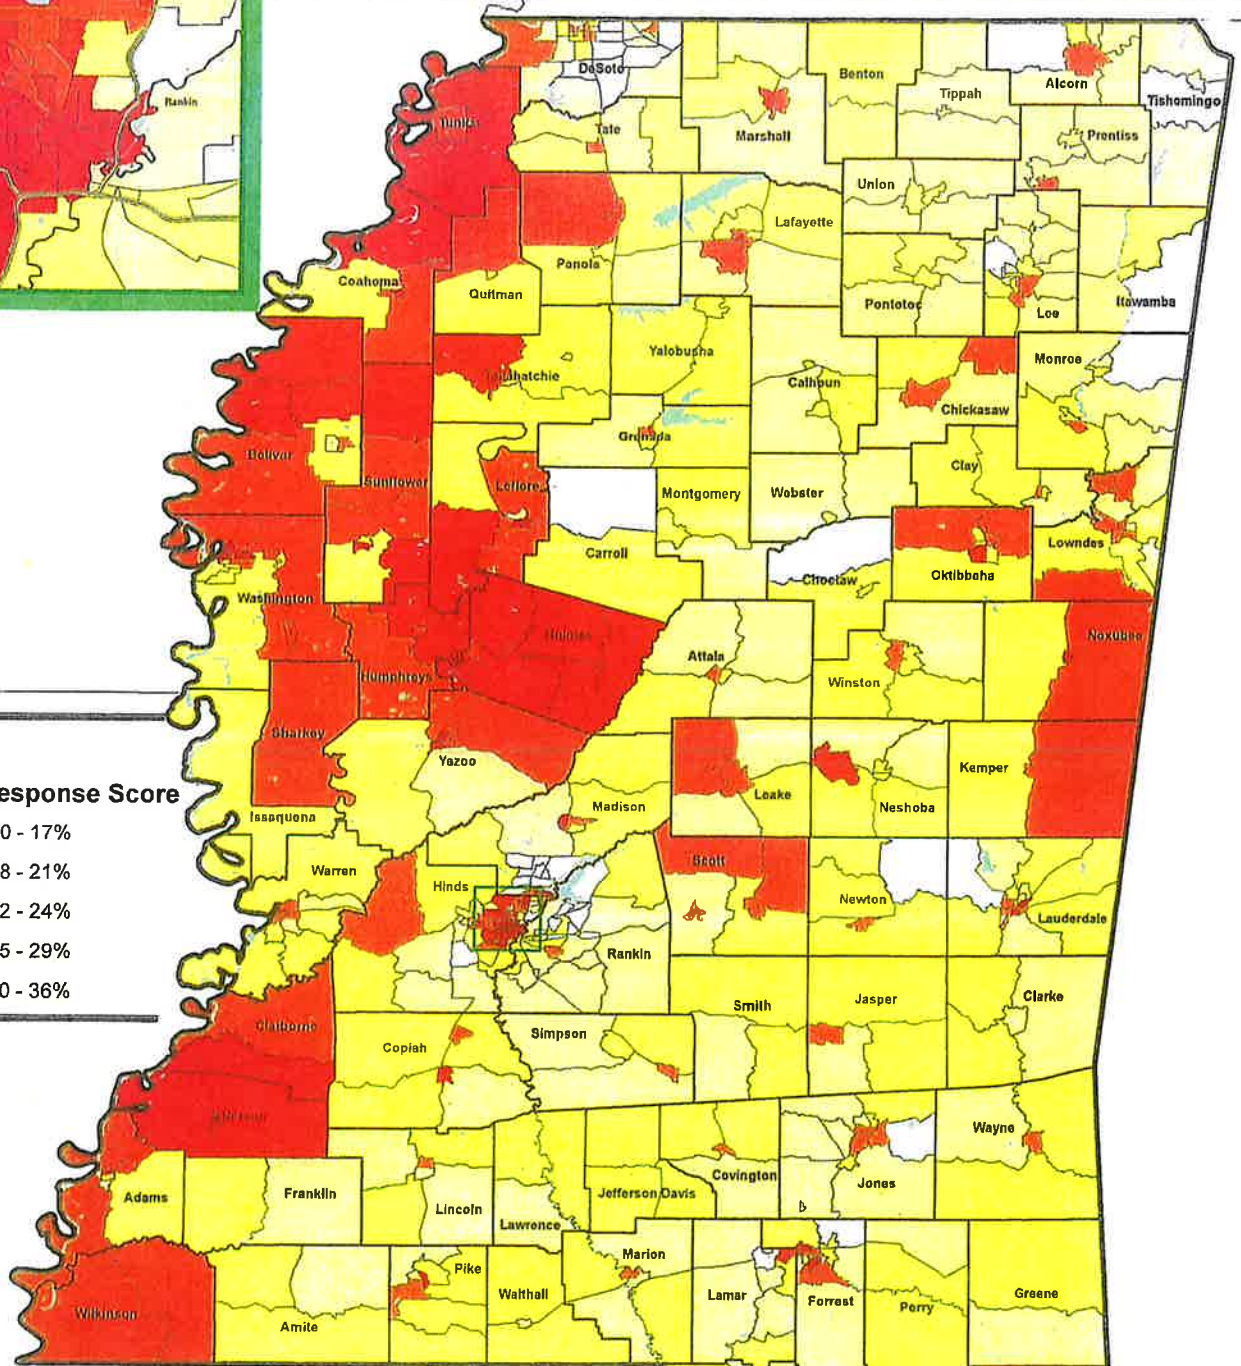 Rankin
DeSoto
Benton
Alcorn
Tippah
Tishomingo
Tunica
Tate
Marshall
Prentiss
Union
Lafayette
Panola
Coahoma
Quitman
Pontotoc
Lee
Itawamba
Yalobusha
Monroe
Tallahatchie
Calhoun
Chickasaw
Grenada
Bolivar
Clay
Sunflower
Leflore
Montgomery
Webster
Carroll
Lowndes
Choctaw
Oktibbaha
Washington
Holmes
Noxubee
Attala
Humphreys
Winston
Sharkey
Yazoo
Kemper
Leake
Neshoba
Madison
esponse Score
0 - 17%
8 - 21%
2 - 24%
5 - 29%
0 - 36%
Issaquena
Warren
Scott
Hinds
Newton
Lauderdale
Rankin
Smith
Jasper
Clarke
Claiborne
Simpson
Copiah
Jefferson
Wayne
Covington
Jones
Adams
Franklin
Jefferson Davis
Lincoln
Lawrence
Marion
Pike
Walthall
Lamar
Forrest
Perry
Greene
Wilkinson
Amite